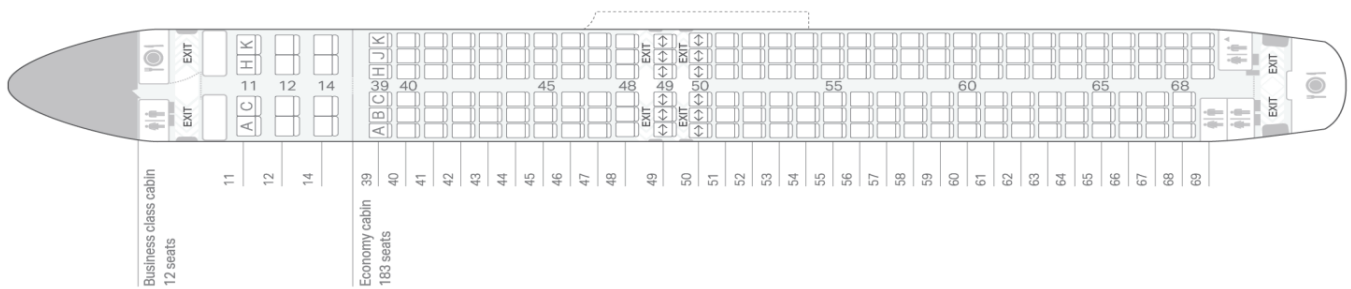 EXIT
EXIT
K
H
C
A
11 12 14
K
J
H
C
B
A
39 40 45 48 49 50 55 60 65 68
EXIT EXIT
EXIT EXIT
A
EXIT
EXIT
11 12 14 39 40 41 42 43 44 45 46 47 48 49 50 51 52 53 54 55 56 57 58 59 60 61 62 63 64 65 66 67 68 69
Business class cabin
12 seats
Economy cabin
183 seats